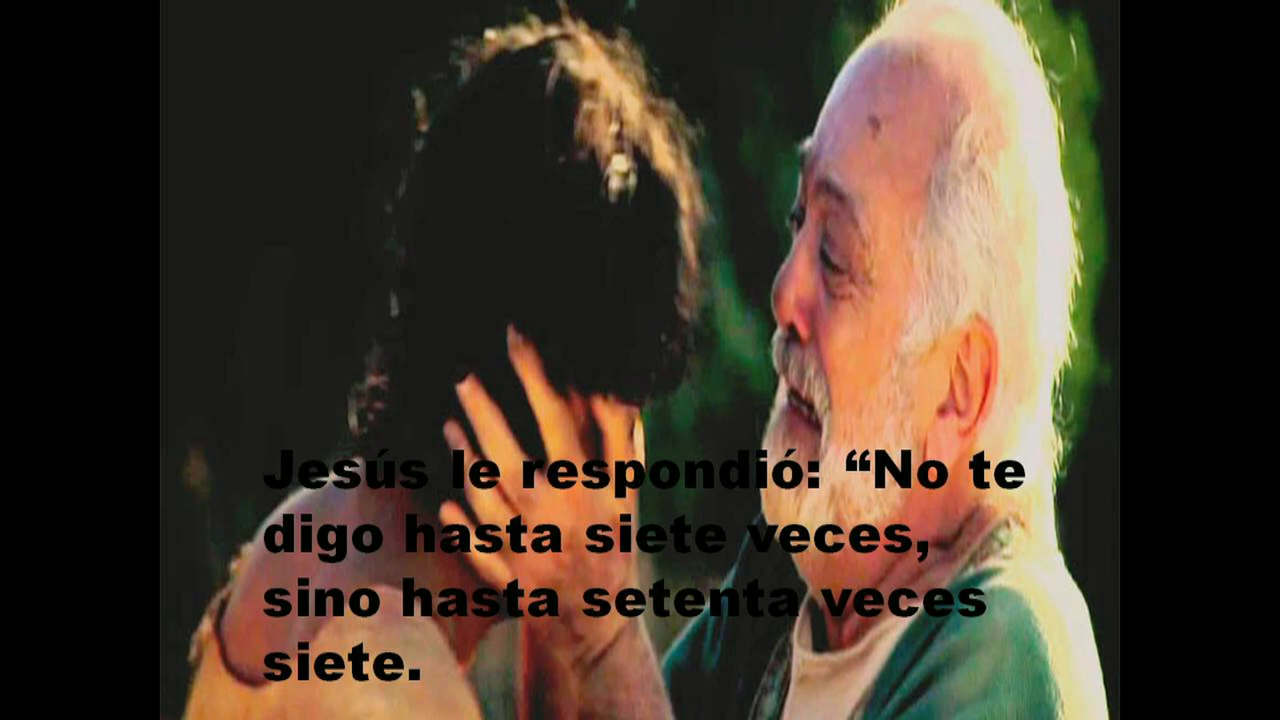 Jesús le respondió: “No te
digo hasta siete veces,
sino hasta setenta veces
siete.